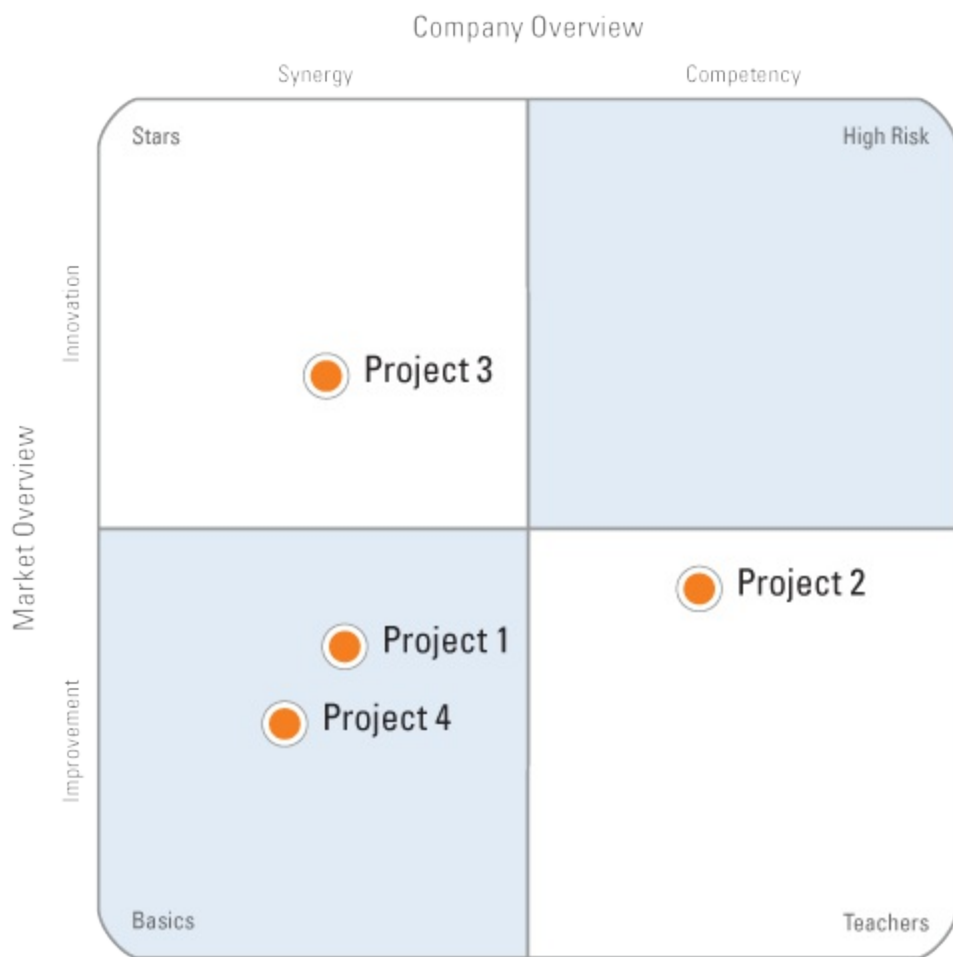 Company Overview
Synergy
Competency
Stars
High Risk
Innovation
Project 3
Market Overview
Project 2
Project 1
Project 4
Improvement
Basics
Teachers